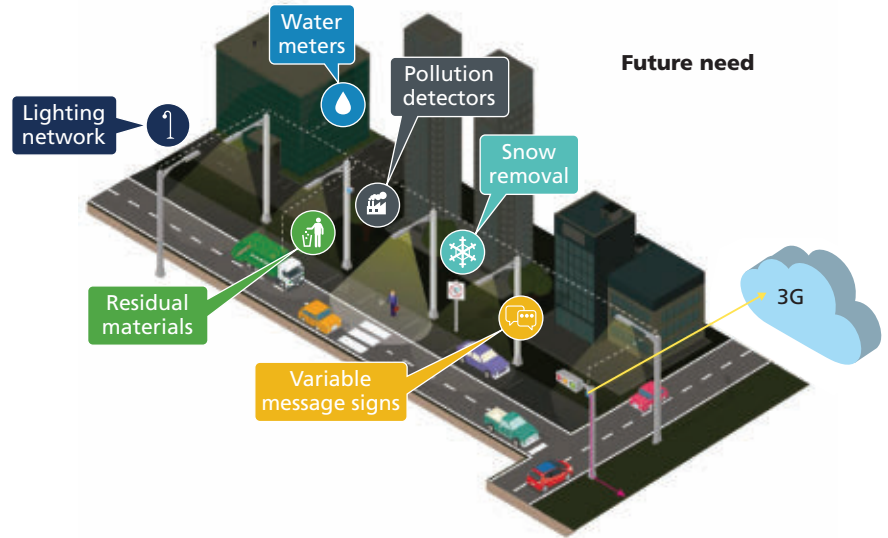 Water
meters
Future need
Pollution
detectors
Lighting
network
Snow
removal
3G
Residual
materials
Variable
message signs